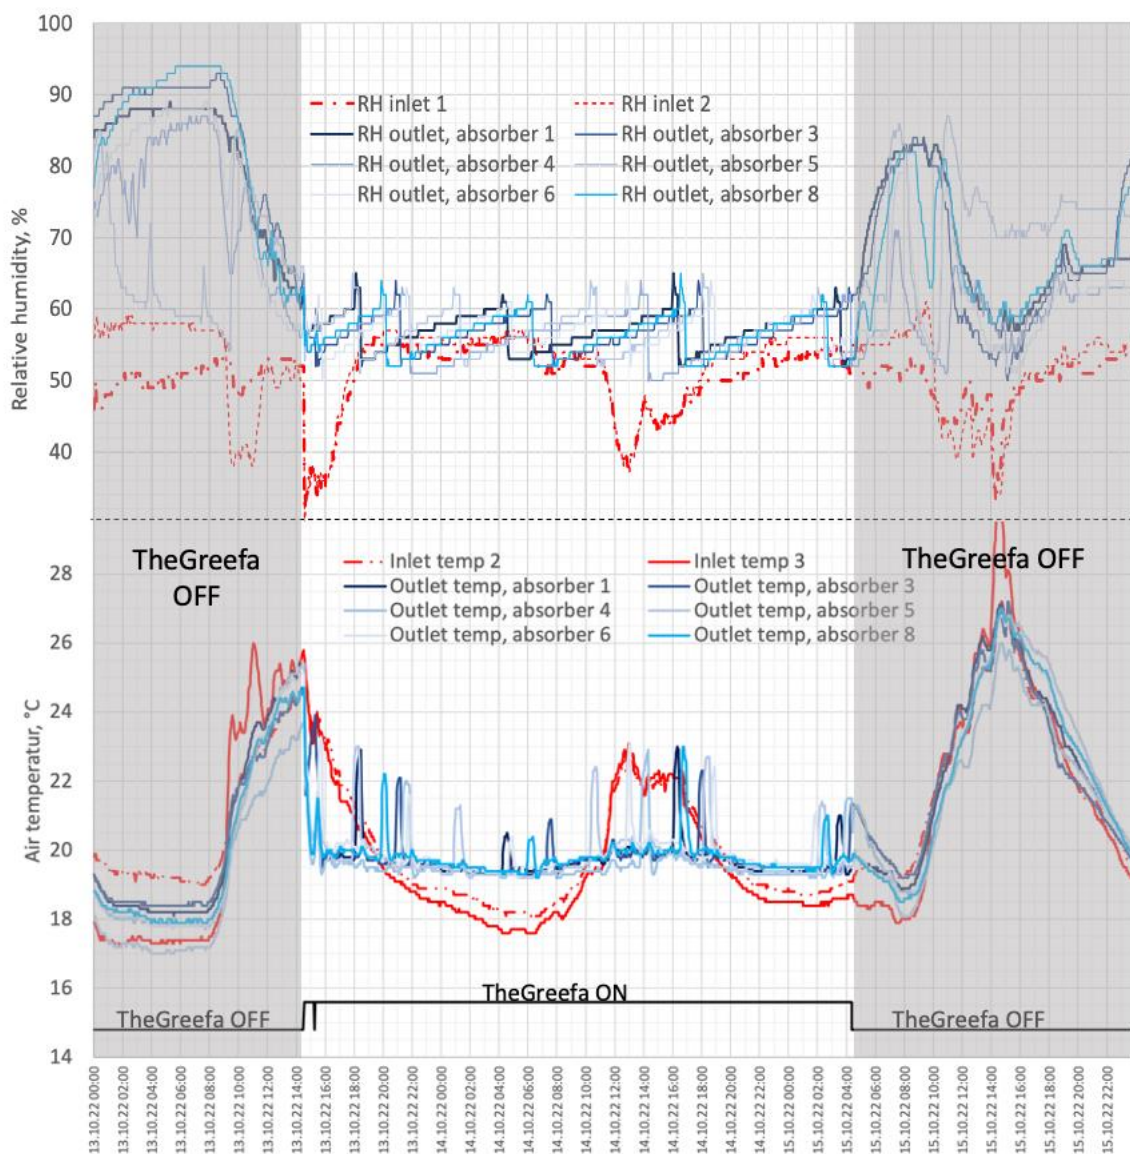 100
90
80
70
60
50
40
Relative humidity, %
RH inlet 1
RH inlet 2
RH outlet, absorber 1
RH outlet, absorber 3
RH outlet, absorber 4
RH outlet, absorber 5
RH outlet, absorber 6
RH outlet, absorber 8
TheGreefa
OFF
TheGreefa OFF
Inlet temp 2
Inlet temp 3
Outlet temp, absorber 1
Outlet temp, absorber 3
Outlet temp, absorber 4
Outlet temp, absorber 5
Outlet temp, absorber 6
Outlet temp, absorber 8
28
26
24
22
20
18
16
14
Air temperatur, °C
TheGreefa ON
TheGreefa OFF
TheGreefa OFF
13.10.22 00:00
13.10.22 02:00
13.10.22 04:00
13.10.22 06:00
13.10.22 08:00
13.10.22 10:00
13.10.22 12:00
13.10.22 14:00
13.10.22 16:00
13.10.22 18:00
13.10.22 20:00
13.10.22 22:00
14.10.22 00:00
14.10.22 02:00
14.10.22 04:00
14.10.22 06:00
14.10.22 08:00
14.10.22 10:00
14.10.22 12:00
14.10.22 14:00
14.10.22 16:00
14.10.22 18:00
14.10.22 20:00
14.10.22 22:00
15.10.22 00:00
15.10.22 02:00
15.10.22 04:00
15.10.22 06:00
15.10.22 08:00
15.10.22 10:00
15.10.22 12:00
15.10.22 14:00
15.10.22 16:00
15.10.22 18:00
15.10.22 20:00
15.10.22 22:00